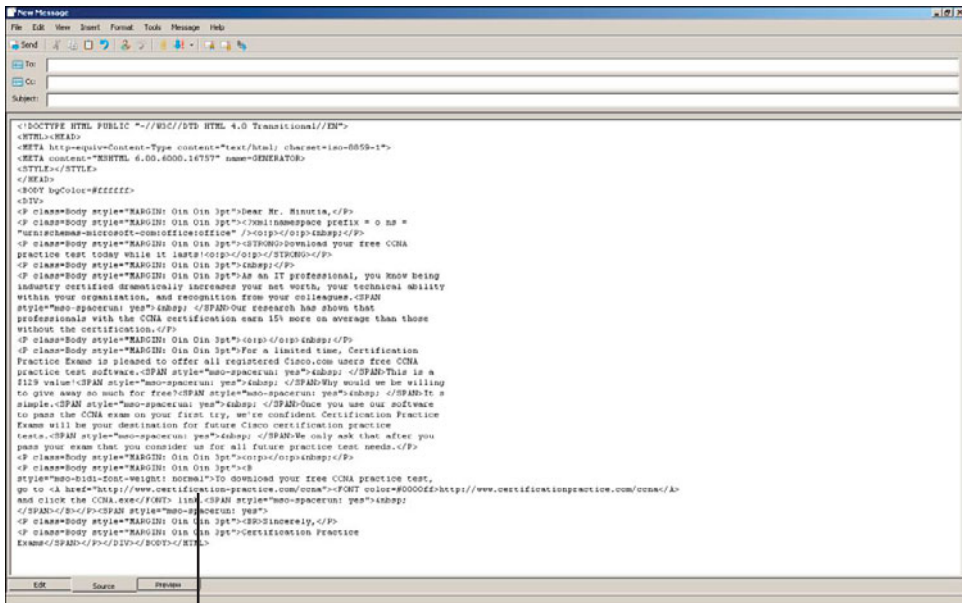 New Message
File Edit View Insert Format Tools Message Help
Send
To:
Cc:
Subject:
<!DOCTYPE HTML PUBLIC "-//W3C//DTD HTML 4.0 Transitional//EN">
<HTML><HEAD>
<META http-equiv=Content-Type content="text/html; charset=iso-8859-1">
<META content="MSHTML 6.00.6000.16757" name=GENERATOR>
<STYLE></STYLE>
</HEAD>
<BODY bgColor=#ffffff>
<DIV>
<P class=Body style="MARGIN: 0in 0in 3pt">Dear Mr. Minutia,</P>
<P class=Body style="MARGIN: 0in 0in 3pt"><?xml:namespace prefix = o ns =
"urn:schemas-microsoft-com:office:office" /><o:p></o:p>&nbsp;</P>
<P class=Body style="MARGIN: 0in 0in 3pt"><STRONG>Download your free CCNA
practice test today while it lasts!<o:p></o:p></STRONG></P>
<P class=Body style="MARGIN: 0in 0in 3pt">&nbsp;</P>
<P class=Body style="MARGIN: 0in 0in 3pt">As an IT professional, you know being
industry certified dramatically increases your net worth, your technical ability
within your organization, and recognition from your colleagues.<SPAN
style="mso-spacerun: yes">&nbsp; </SPAN>Our research has shown that
professionals with the CCNA certification earn 15% more on average than those
without the certification.</P>
<P class=Body style="MARGIN: 0in 0in 3pt"><o:p></o:p>&nbsp;</P>
<P class=Body style="MARGIN: 0in 0in 3pt">For a limited time, Certification
Practice Exams is pleased to offer all registered Cisco.com users free CCNA
practice test software.<SPAN style="mso-spacerun: yes">&nbsp; </SPAN>This is a
$129 value!<SPAN style="mso-spacerun: yes">&nbsp; </SPAN>Why would we be willing
to give away so much for free?<SPAN style="mso-spacerun: yes">&nbsp; </SPAN>It s
simple.<SPAN style="mso-spacerun: yes">&nbsp; </SPAN>Once you use our software
to pass the CCNA exam on your first try, we're confident Certification Practice
Exams will be your destination for future Cisco certification practice
tests.<SPAN style="mso-spacerun: yes">&nbsp; </SPAN>We only ask that after you
pass your exam that you consider us for all future practice test needs.</P>
<P class=Body style="MARGIN: 0in 0in 3pt"><o:p></o:p>&nbsp;</P>
<P class=Body style="MARGIN: 0in 0in 3pt"><B
style="mso-bidi-font-weight: normal">To download your free CCNA practice test,
go to <A href="http://www.certification-practice.com/ccna"><FONT color=#0000ff>http://www.certificationpractice.com/ccna</A>
and click the CCNA.exe</FONT> link.<SPAN style="mso-spacerun: yes">&nbsp;
</SPAN></B></P><SPAN style="mso-spacerun: yes">
<P class=Body style="MARGIN: 0in 0in 3pt"><BR>Sincerely,</P>
<P class=Body style="MARGIN: 0in 0in 3pt">Certification Practice
Exams</SPAN></P></DIV></BODY></HTML>
Edit Source Preview